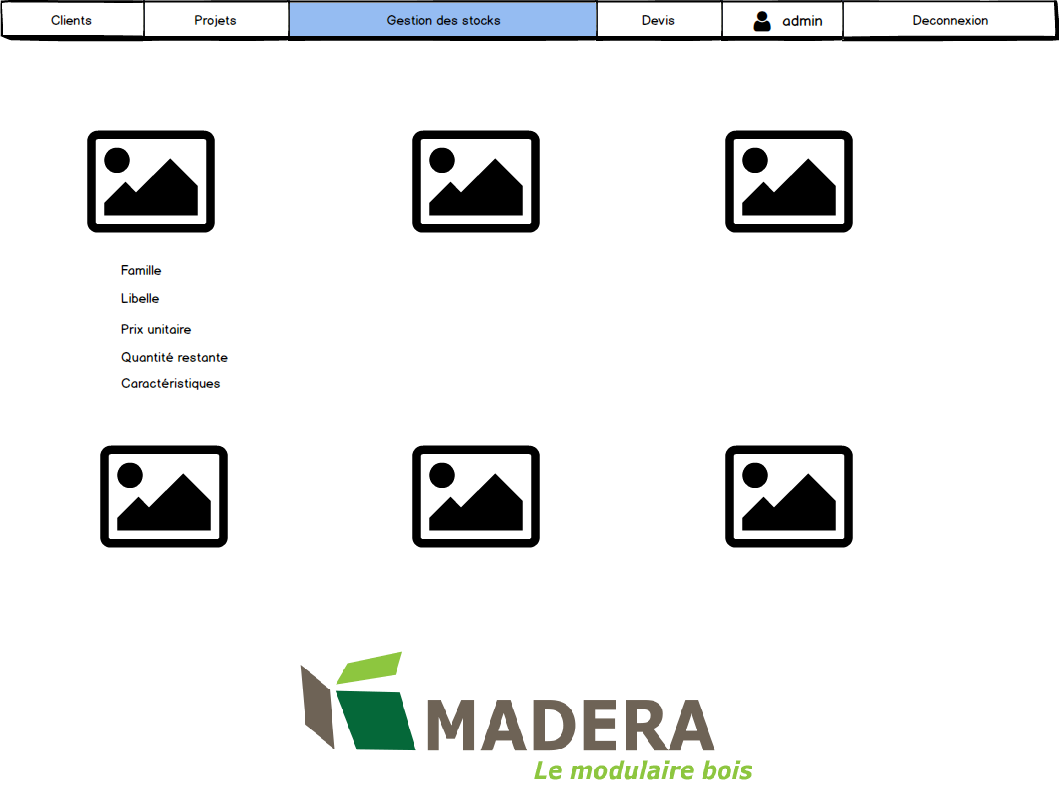 Clients
Projets
Gestion des stocks
Devis
admin
Deconnexion
Famille
Libelle
Prix unitaire
Quantité restante
Caractéristiques
MADERA
Le modulaire bois